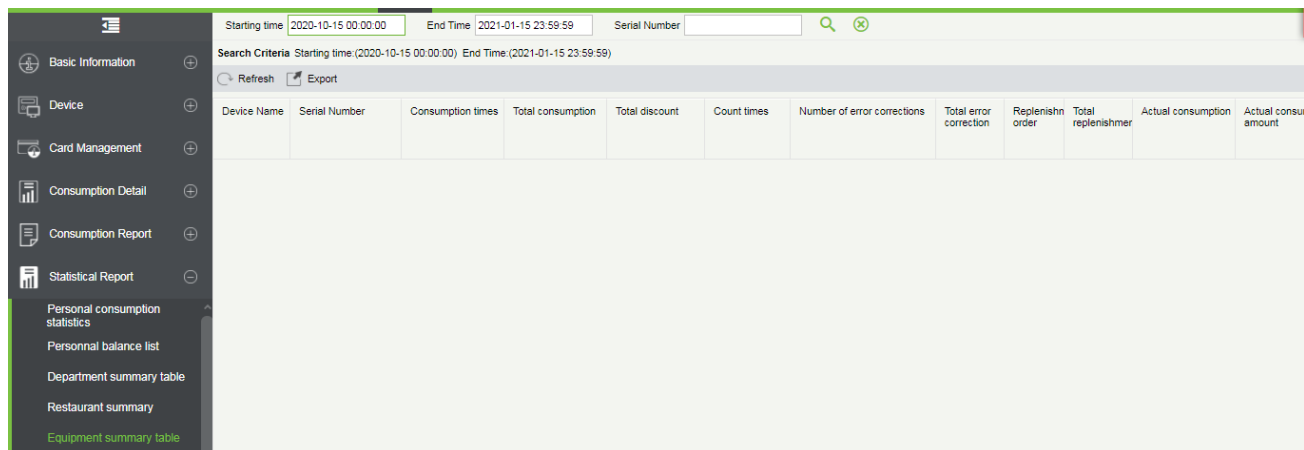 Starting time 2020-10-15 00:00:00 End Time 2021-01-15 23:59:59 Serial Number
Search Criteria Starting time:(2020-10-15 00:00:00) End Time:(2021-01-15 23:59:59)
Refresh Export
Device Name Serial Number Consumption times Total consumption Total discount Count times Number of error corrections Total error correction Replenishn order Total replenishmer Actual consumption Actual consu amount
Basic Information
Device
Card Management
Consumption Detail
Consumption Report
Statistical Report
Personal consumption
statistics
Personnal balance list
Department summary table
Restaurant summary
Equipment summary table